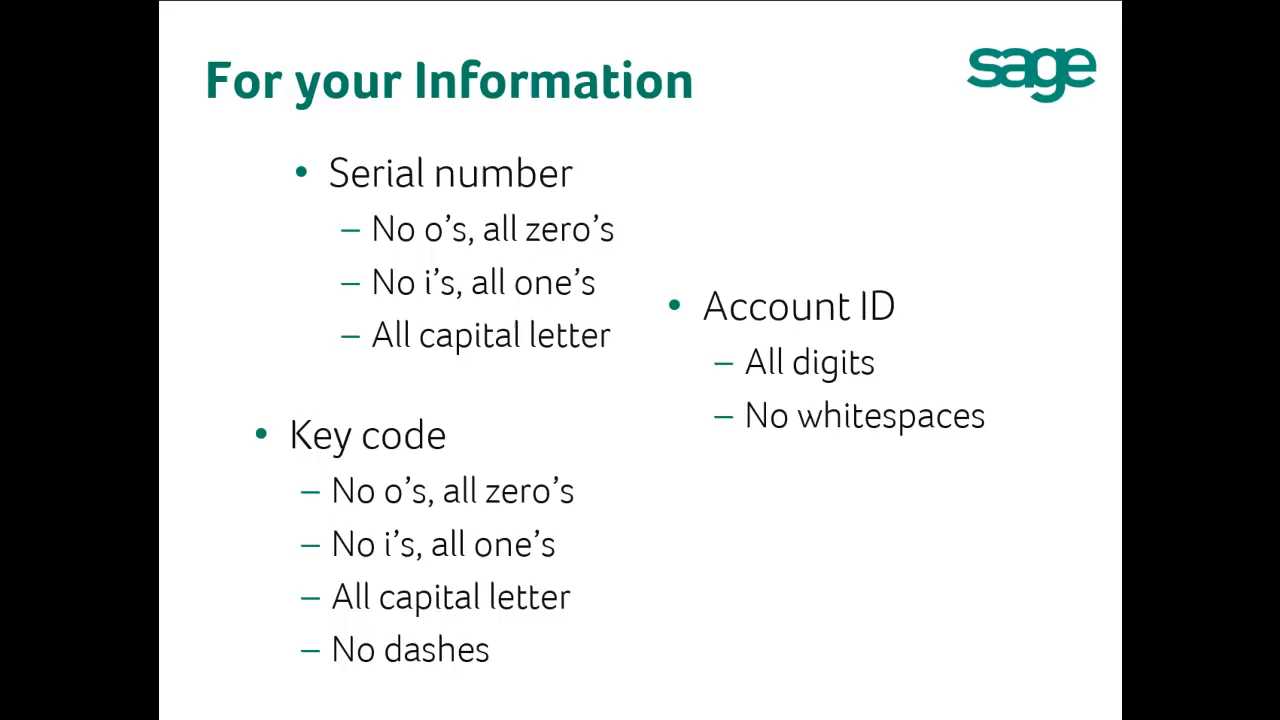 For your Information
sage
• Serial number
– No o’s, all zero’s
– No i’s, all one’s
– All capital letter
• Key code
– No o’s, all zero’s
– No i’s, all one’s
– All capital letter
– No dashes
• Account ID
– All digits
– No whitespaces